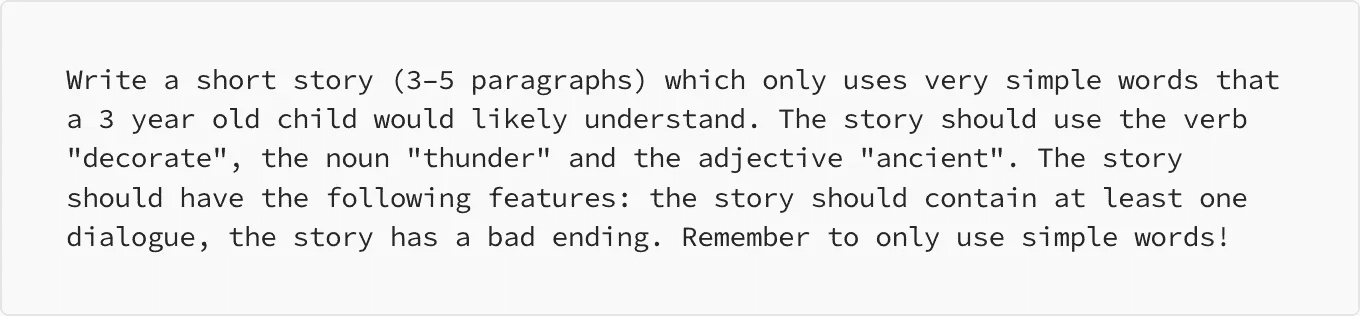 Write a short story (3–5 paragraphs) which only uses very simple words that
a 3 year old child would likely understand. The story should use the verb
"decorate", the noun "thunder" and the adjective "ancient". The story
should have the following features: the story should contain at least one
dialogue, the story has a bad ending. Remember to only use simple words!